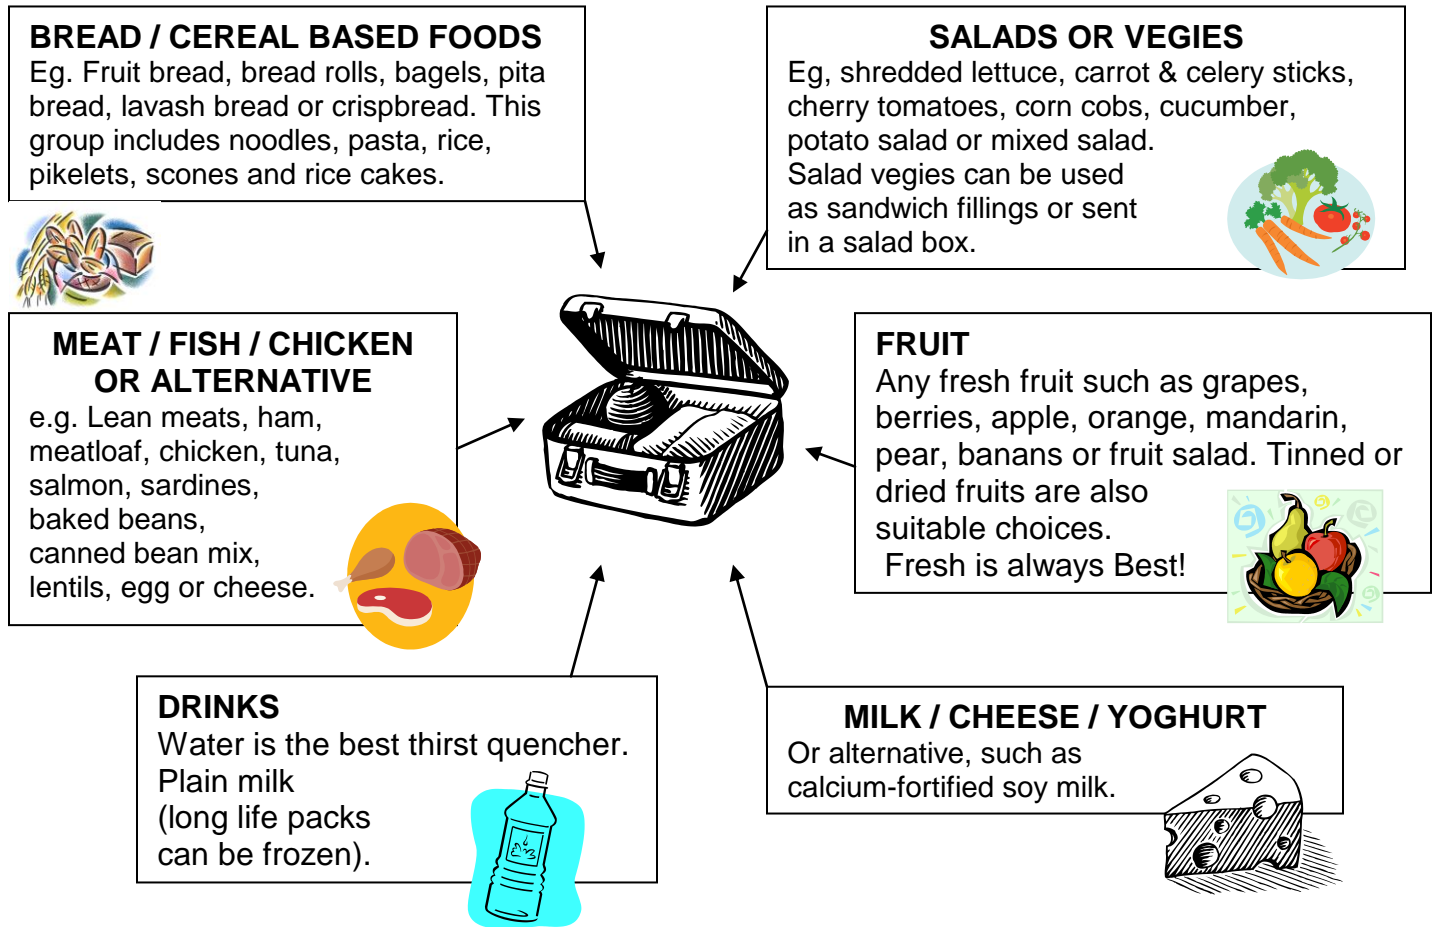 BREAD / CEREAL BASED FOODS
Eg. Fruit bread, bread rolls, bagels, pita
bread, lavash bread or crispbread. This
group includes noodles, pasta, rice,
pikelets, scones and rice cakes.
SALADS OR VEGIES
Eg, shredded lettuce, carrot & celery sticks,
cherry tomatoes, corn cobs, cucumber,
potato salad or mixed salad.
Salad vegies can be used
as sandwich fillings or sent
in a salad box.
MEAT / FISH / CHICKEN
OR ALTERNATIVE
e.g. Lean meats, ham,
meatloaf, chicken, tuna,
salmon, sardines,
baked beans,
canned bean mix,
lentils, egg or cheese.
FRUIT
Any fresh fruit such as grapes,
berries, apple, orange, mandarin,
pear, banans or fruit salad. Tinned or
dried fruits are also
suitable choices.
Fresh is always Best!
DRINKS
Water is the best thirst quencher.
Plain milk
(long life packs
can be frozen).
MILK / CHEESE / YOGHURT
Or alternative, such as
calcium-fortified soy milk.